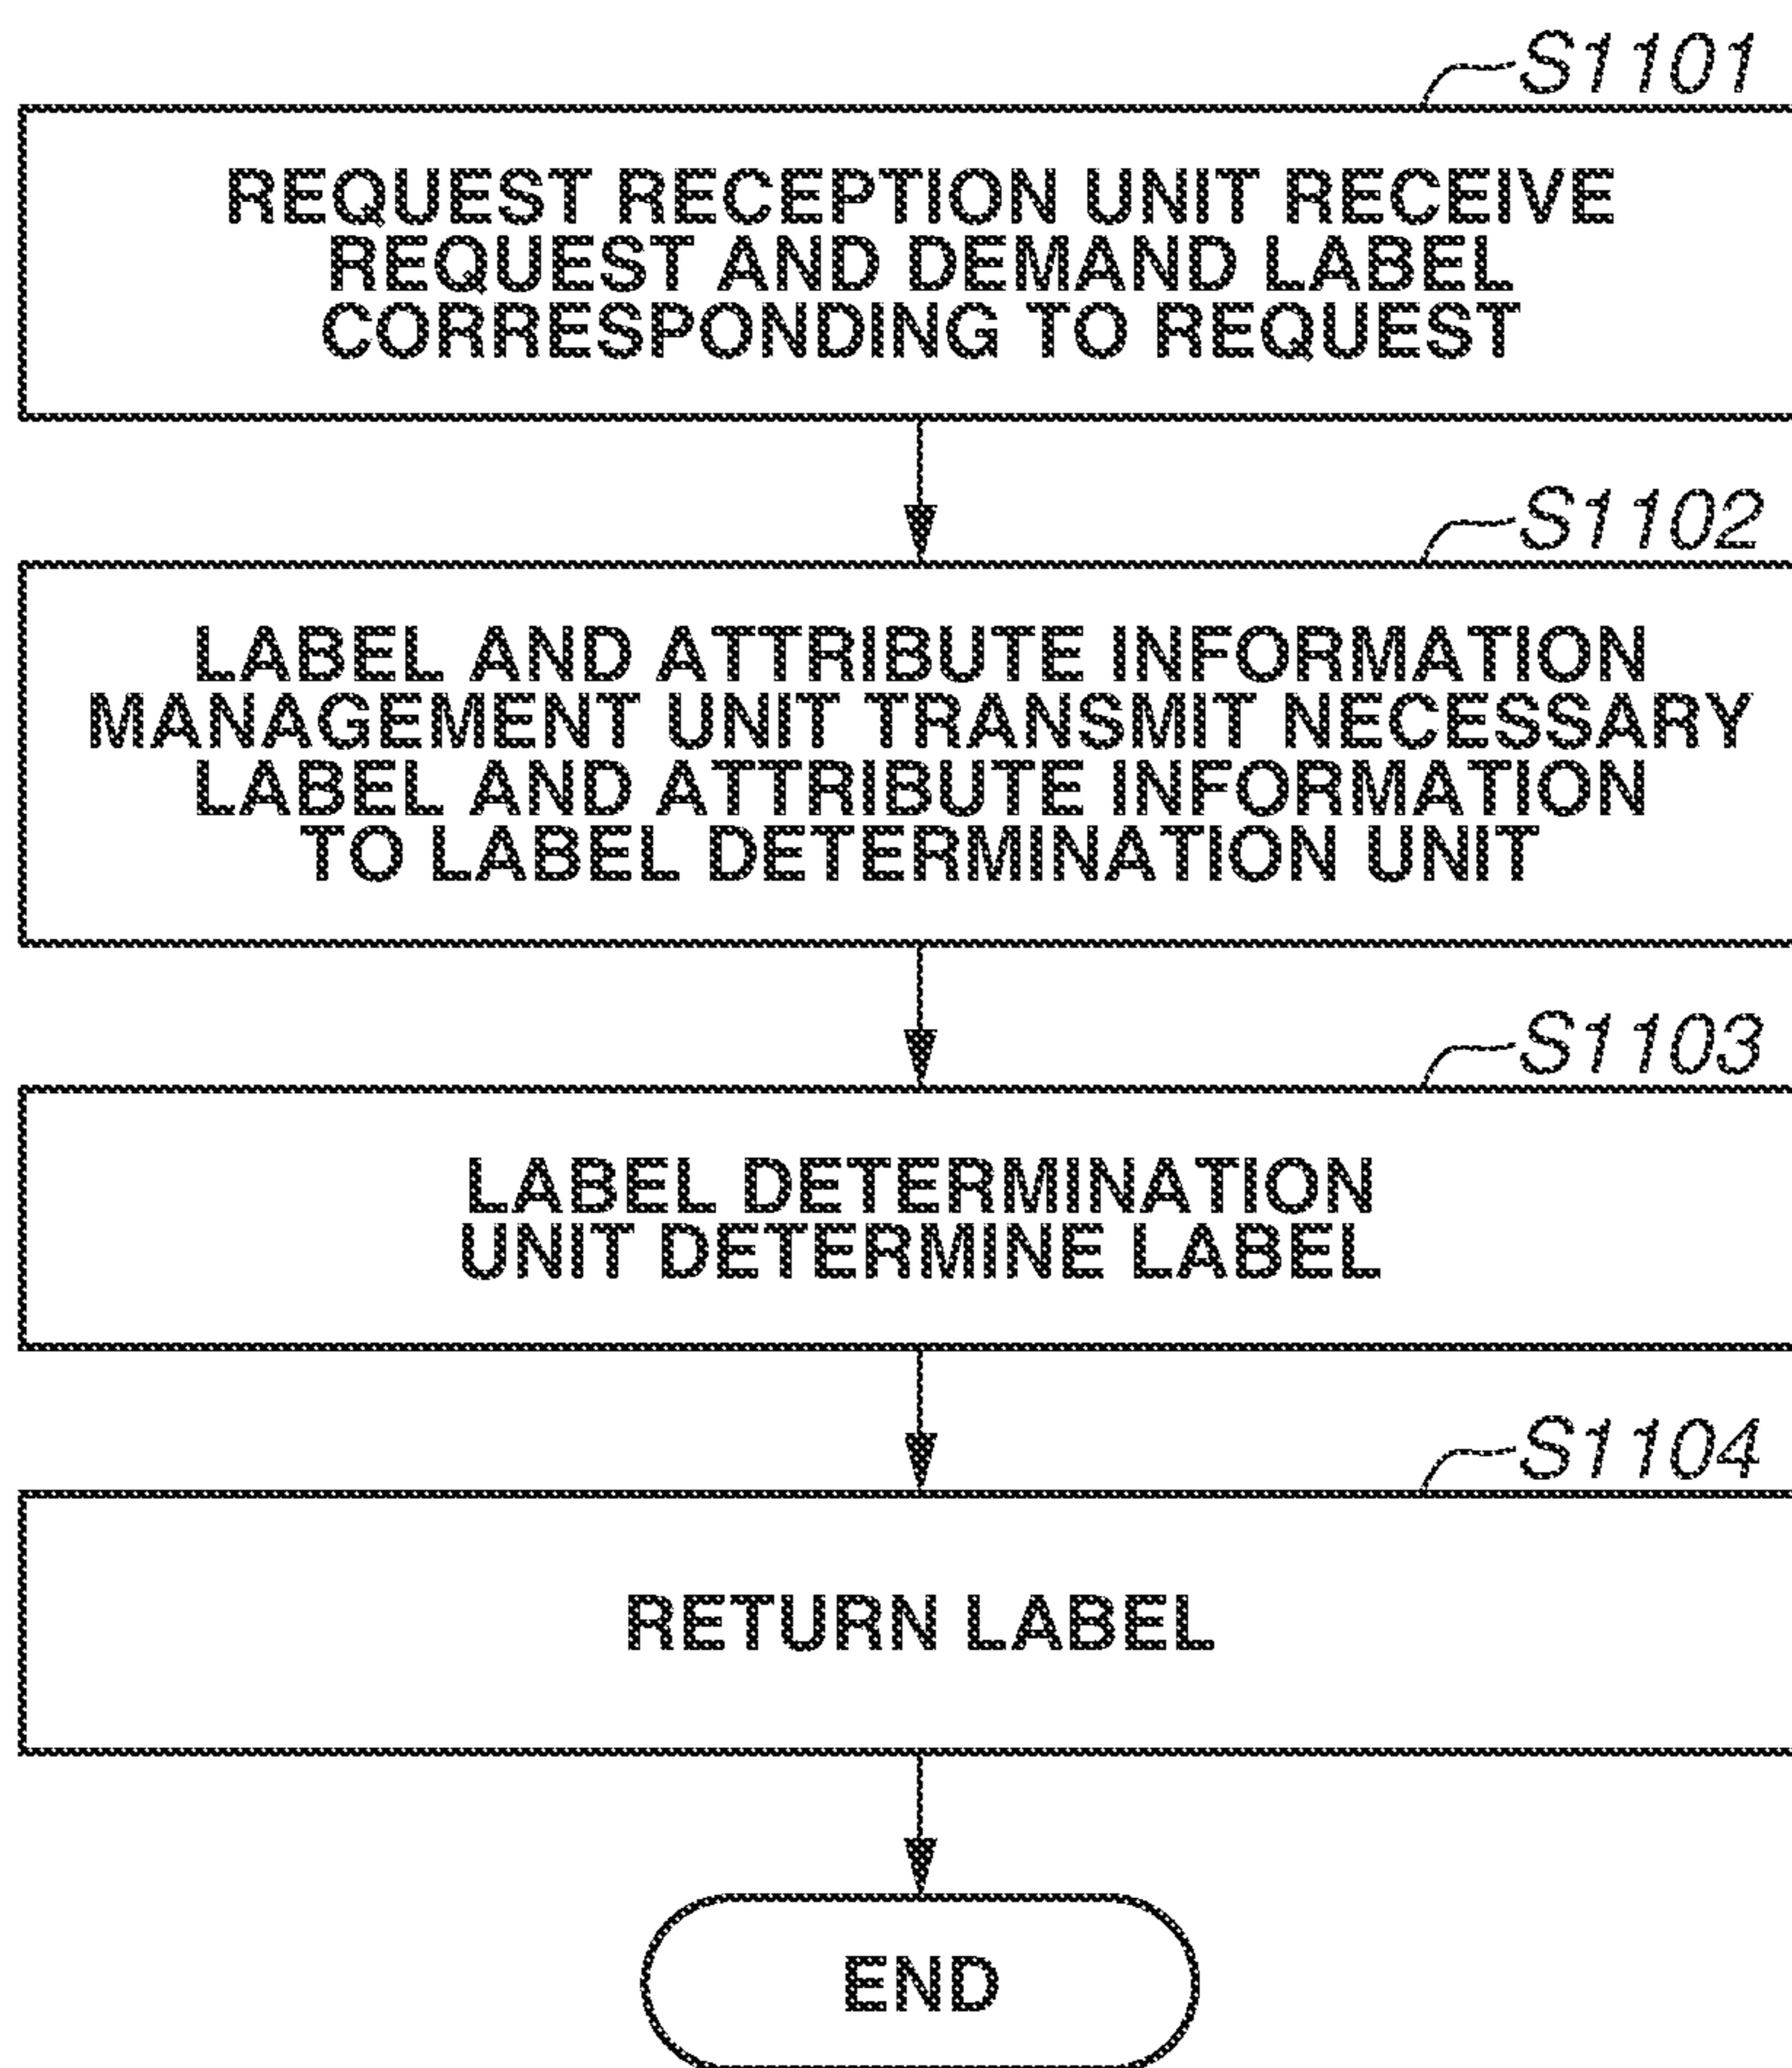 S1101
REQUEST RECEPTION UNIT RECEIVE
REQUEST AND DEMAND LABEL
CORRESPONDING TO REQUEST
S1102
LABEL AND ATTRIBUTE INFORMATION
MANAGEMENT UNIT TRANSMIT NECESSARY
LABEL AND ATTRIBUTE INFORMATION
TO LABEL DETERMINATION UNIT
S1103
LABEL DETERMINATION
UNIT DETERMINE LABEL
S1104
RETURN LABEL
END